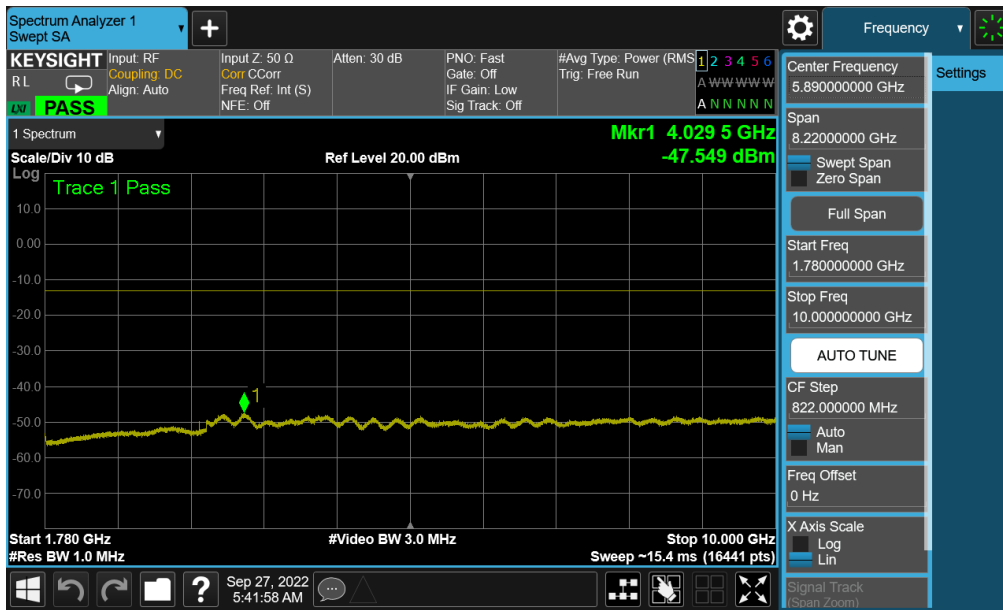 Spectrum Analyzer 1
Swept SA
Frequency
KEYSIGHT
R L
LXI
PASS
Input: RF
Coupling: DC
Align: Auto
Input Z: 50 Ω
Corr CCorr
Freq Ref: Int (S)
NFE: Off
Atten: 30 dB
PNO: Fast
Gate: Off
IF Gain: Low
Sig Track: Off
#Avg Type: Power (RMS
Trig: Free Run
1 2 3 4 5 6
A W W W W W
A N N N N N
1 Spectrum
Mkr1 4.029 5 GHz
-47.549 dBm
Scale/Div 10 dB
Ref Level 20.00 dBm
Log
Trace 1 Pass
10.0
0.00
-10.0
-20.0
-30.0
-40.0
1
-50.0
-60.0
-70.0
Start 1.780 GHz
#Video BW 3.0 MHz
Stop 10.000 GHz
#Res BW 1.0 MHz
Sweep ~15.4 ms (16441 pts)
?
Sep 27, 2022
5:41:58 AM
Center Frequency
5.890000000 GHz
Settings
Span
8.22000000 GHz
Swept Span
Zero Span
Full Span
Start Freq
1.780000000 GHz
Stop Freq
10.000000000 GHz
AUTO TUNE
CF Step
822.000000 MHz
Auto
Man
Freq Offset
0 Hz
X Axis Scale
Log
Lin
Signal Track
(Span Zoom)